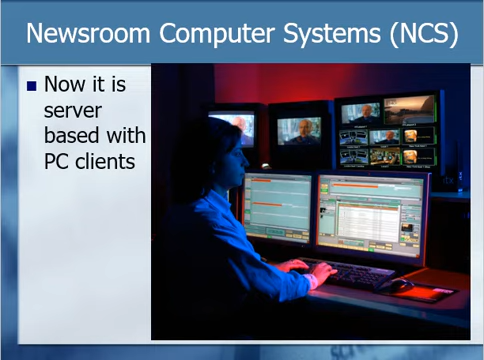 Newsroom Computer Systems (NCS)
Now it is
server
based with
PC clients